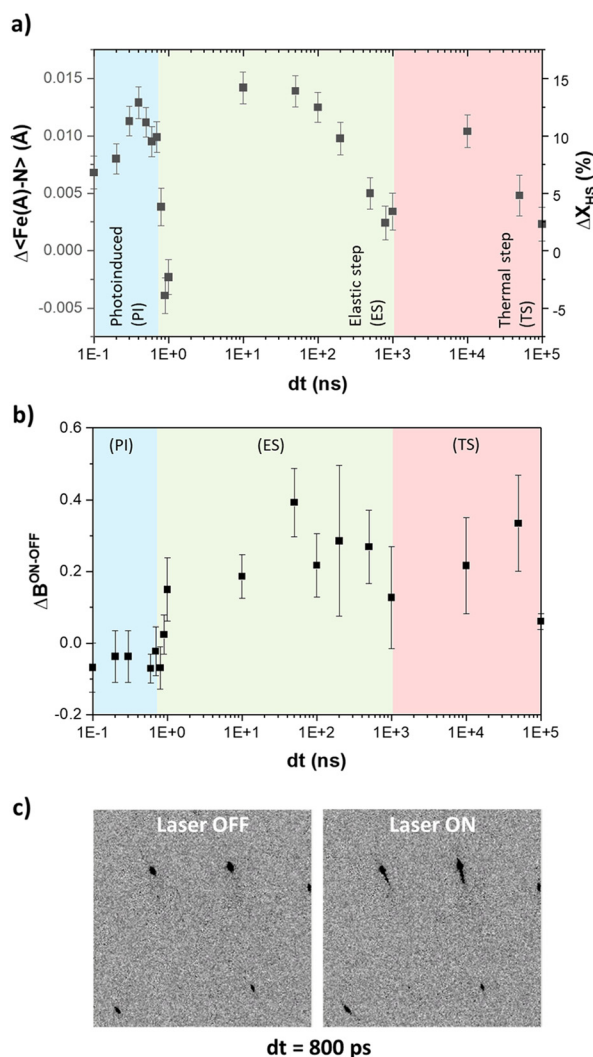 a)
Δ<Fe(A)-N> (Å)
0.015
0.010
0.005
0.000
-0.005
Photoinduced
(PI)
Elastic step
(ES)
Thermal step
(TS)
15
10
5
0
-5
ΔX_HS (%)
1E-1 1E+0 1E+1 1E+2 1E+3 1E+4 1E+5
dt (ns)
b)
ΔB^ON-OFF
0.6
0.4
0.2
0.0
-0.2
(PI) (ES) (TS)
1E-1 1E+0 1E+1 1E+2 1E+3 1E+4 1E+5
dt (ns)
c)
Laser OFF
Laser ON
dt = 800 ps